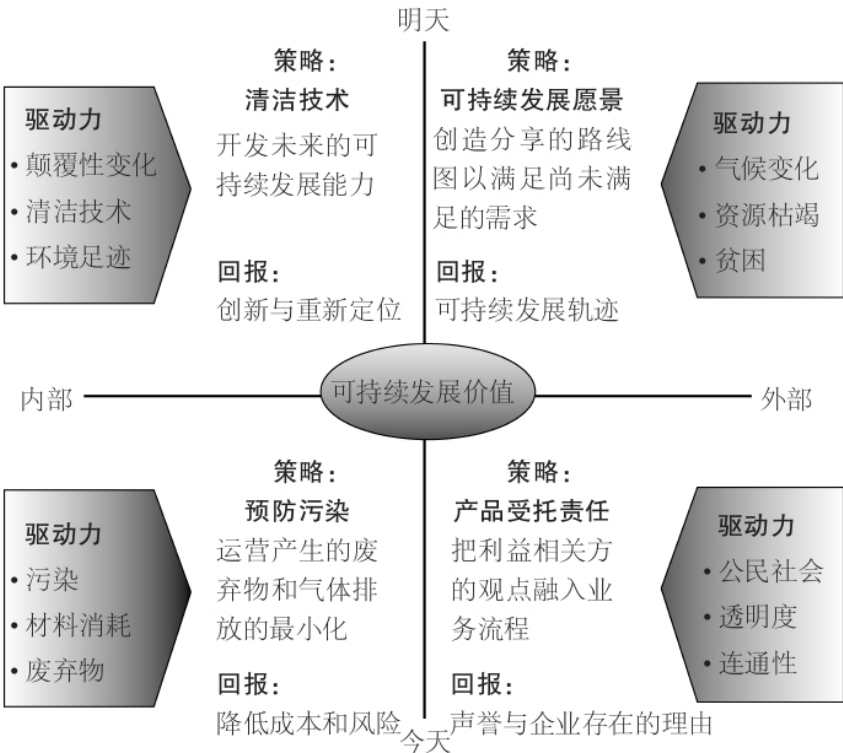 明天
驱动力
• 颠覆性变化
• 清洁技术
• 环境足迹
策略：
清洁技术
开发未来的可
持续发展能力
回报：
创新与重新定位
策略：
可持续发展愿景
创造分享的路线
图以满足尚未满
足的需求
回报：
可持续发展轨迹
驱动力
• 气候变化
• 资源枯竭
• 贫困
内部
可持续发展价值
外部
驱动力
• 污染
• 材料消耗
• 废弃物
策略：
预防污染
运营产生的废
弃物和气体排
放的最小化
回报：
降低成本和风险
策略：
产品受托责任
把利益相关方
的观点融入业
务流程
回报：
声誉与企业存在的理由
驱动力
• 公民社会
• 透明度
• 连通性
今天